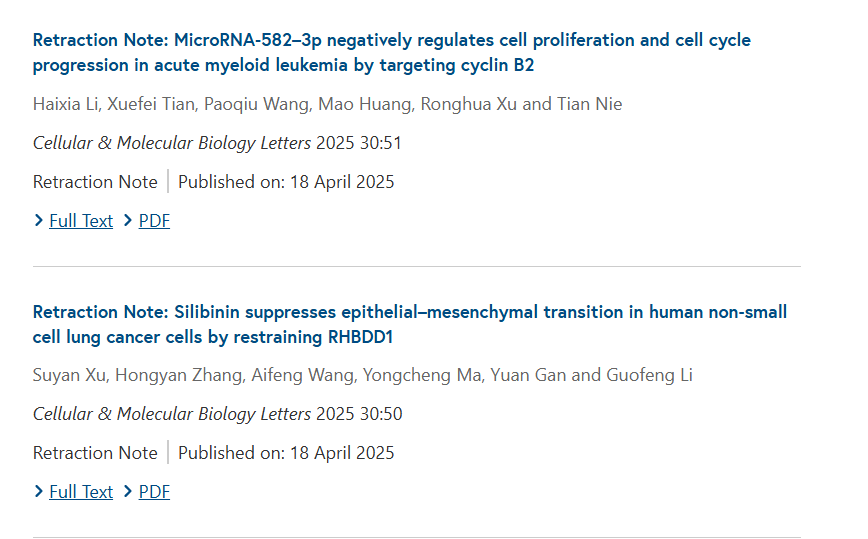 Retraction Note: MicroRNA-582–3p negatively regulates cell proliferation and cell cycle
progression in acute myeloid leukemia by targeting cyclin B2
Haixia Li, Xuefei Tian, Paoqiu Wang, Mao Huang, Ronghua Xu and Tian Nie
Cellular & Molecular Biology Letters 2025 30:51
Retraction Note | Published on: 18 April 2025
Full Text PDF
Retraction Note: Silibinin suppresses epithelial–mesenchymal transition in human non-small
cell lung cancer cells by restraining RHBDD1
Suyan Xu, Hongyan Zhang, Aifeng Wang, Yongcheng Ma, Yuan Gan and Guofeng Li
Cellular & Molecular Biology Letters 2025 30:50
Retraction Note | Published on: 18 April 2025
Full Text PDF